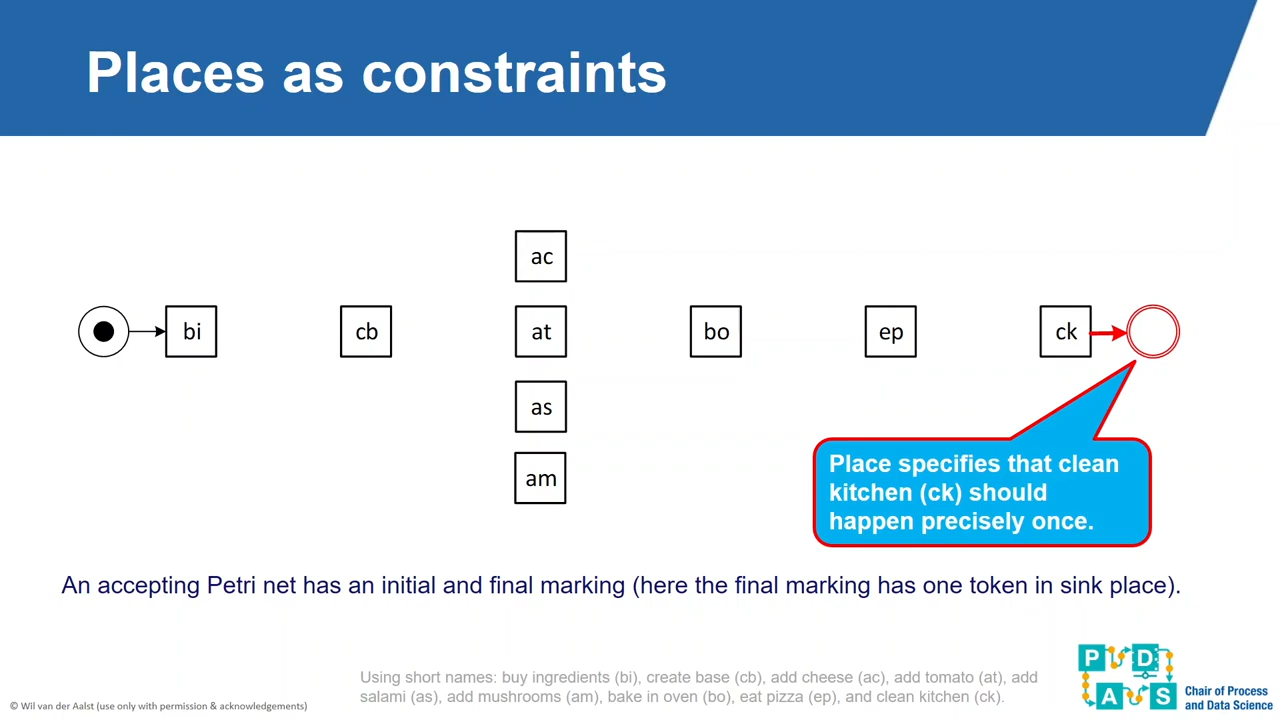 Places as constraints
ac
bi
cb
at
bo
ep
ck
as
am
Place specifies that clean
kitchen (ck) should
happen precisely once.
An accepting Petri net has an initial and final marking (here the final marking has one token in sink place).
Using short names: buy ingredients (bi), create base (cb), add cheese (ac), add tomato (at), add
salami (as), add mushrooms (am), bake in oven (bo), eat pizza (ep), and clean kitchen (ck).
© Wil van der Aalst (use only with permission & acknowledgements)
P D
A S
Chair of Process
and Data Science